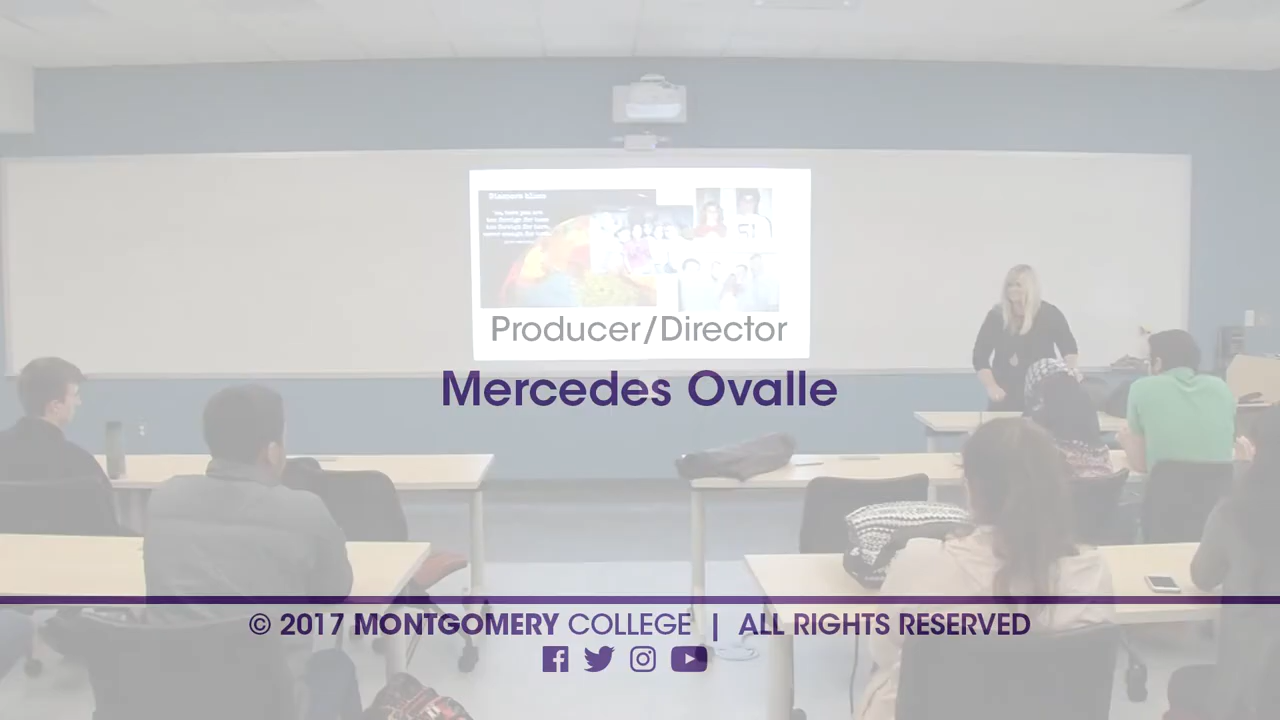 Producer/Director
Mercedes Ovalle
© 2017 MONTGOMERY COLLEGE | ALL RIGHTS RESERVED